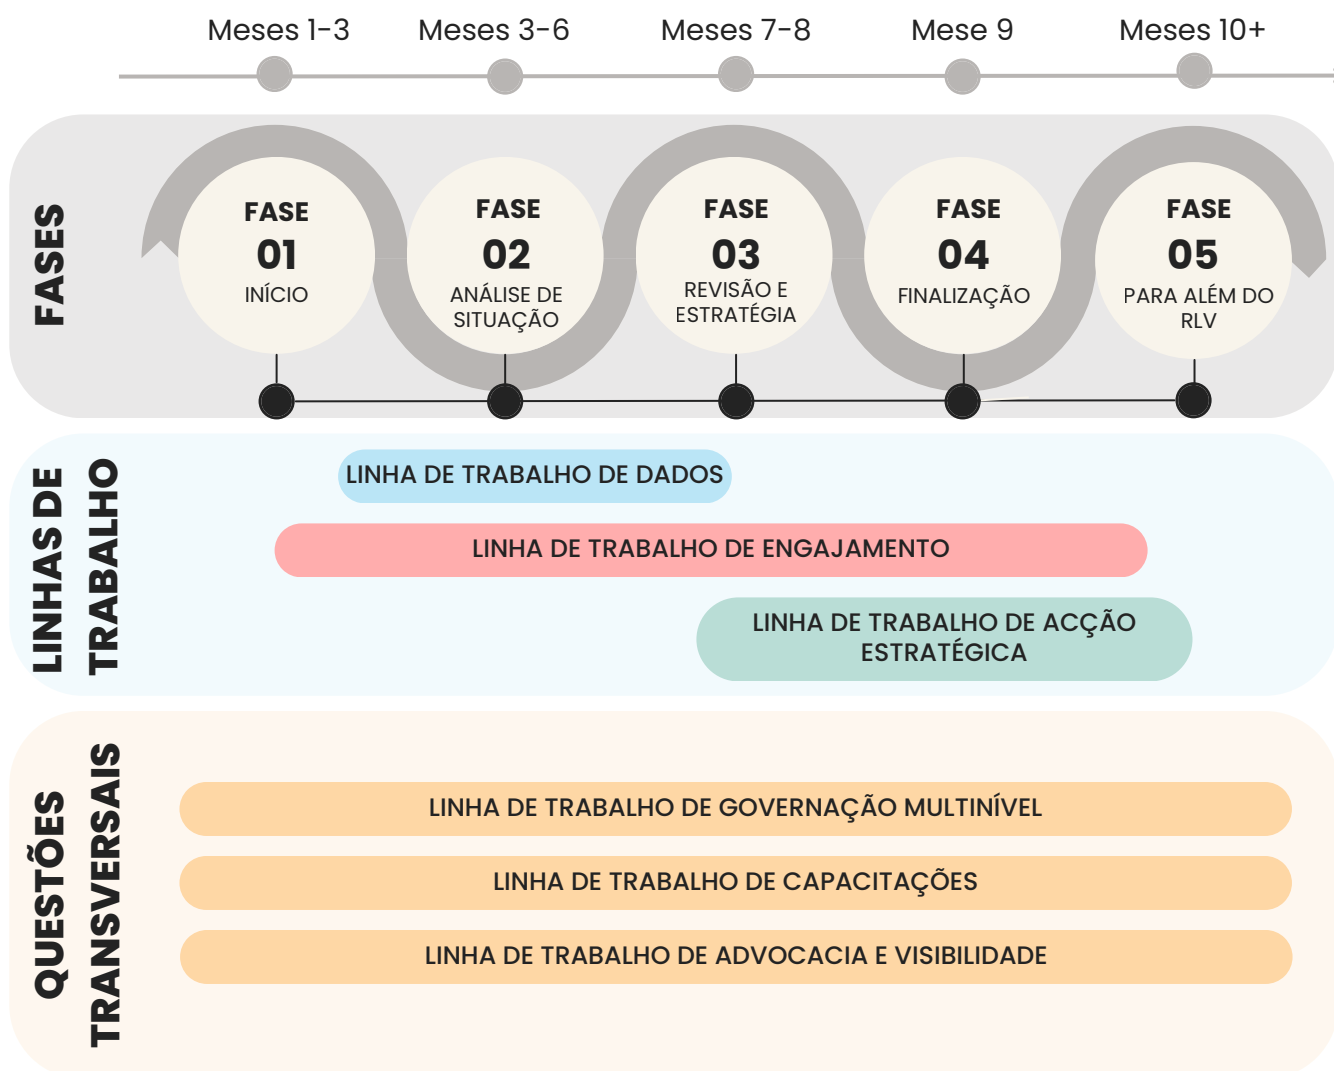 Meses 1-3
Meses 3-6
Meses 7-8
Mese 9
Meses 10+
FASES
FASE
01
INÍCIO
FASE
02
ANÁLISE DE
SITUAÇÃO
FASE
03
REVISÃO E
ESTRATÉGIA
FASE
04
FINALIZAÇÃO
FASE
05
PARA ALÉM DO
RLV
LINHAS DE
TRABALHO
LINHA DE TRABALHO DE DADOS
LINHA DE TRABALHO DE ENGAJAMENTO
LINHA DE TRABALHO DE ACÇÃO
ESTRATÉGICA
QUESTÕES
TRANSVERSAIS
LINHA DE TRABALHO DE GOVERNAÇÃO MULTINÍVEL
LINHA DE TRABALHO DE CAPACITAÇÕES
LINHA DE TRABALHO DE ADVOCACIA E VISIBILIDADE